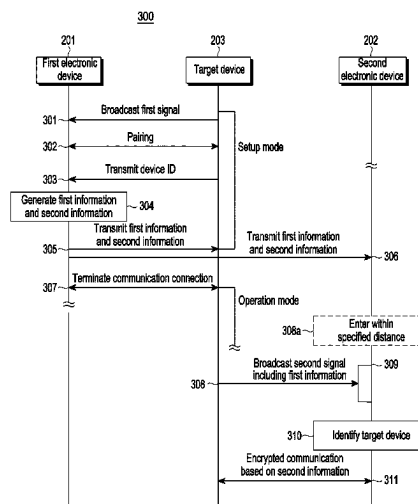 300
201
203
202
First electronic
device
Target device
Second electronic
device
Broadcast first signal
301
Pairing
302
Setup mode
Transmit device ID
303
Generate first information
and second information
304
Transmit first information
and second information
305
Transmit first information
and second information
306
Terminate communication connection
307
Operation mode
308a
Enter within
specified distance
Broadcast second signal
including first information
309
308
310
Identify target device
Encrypted communication
based on second information
311